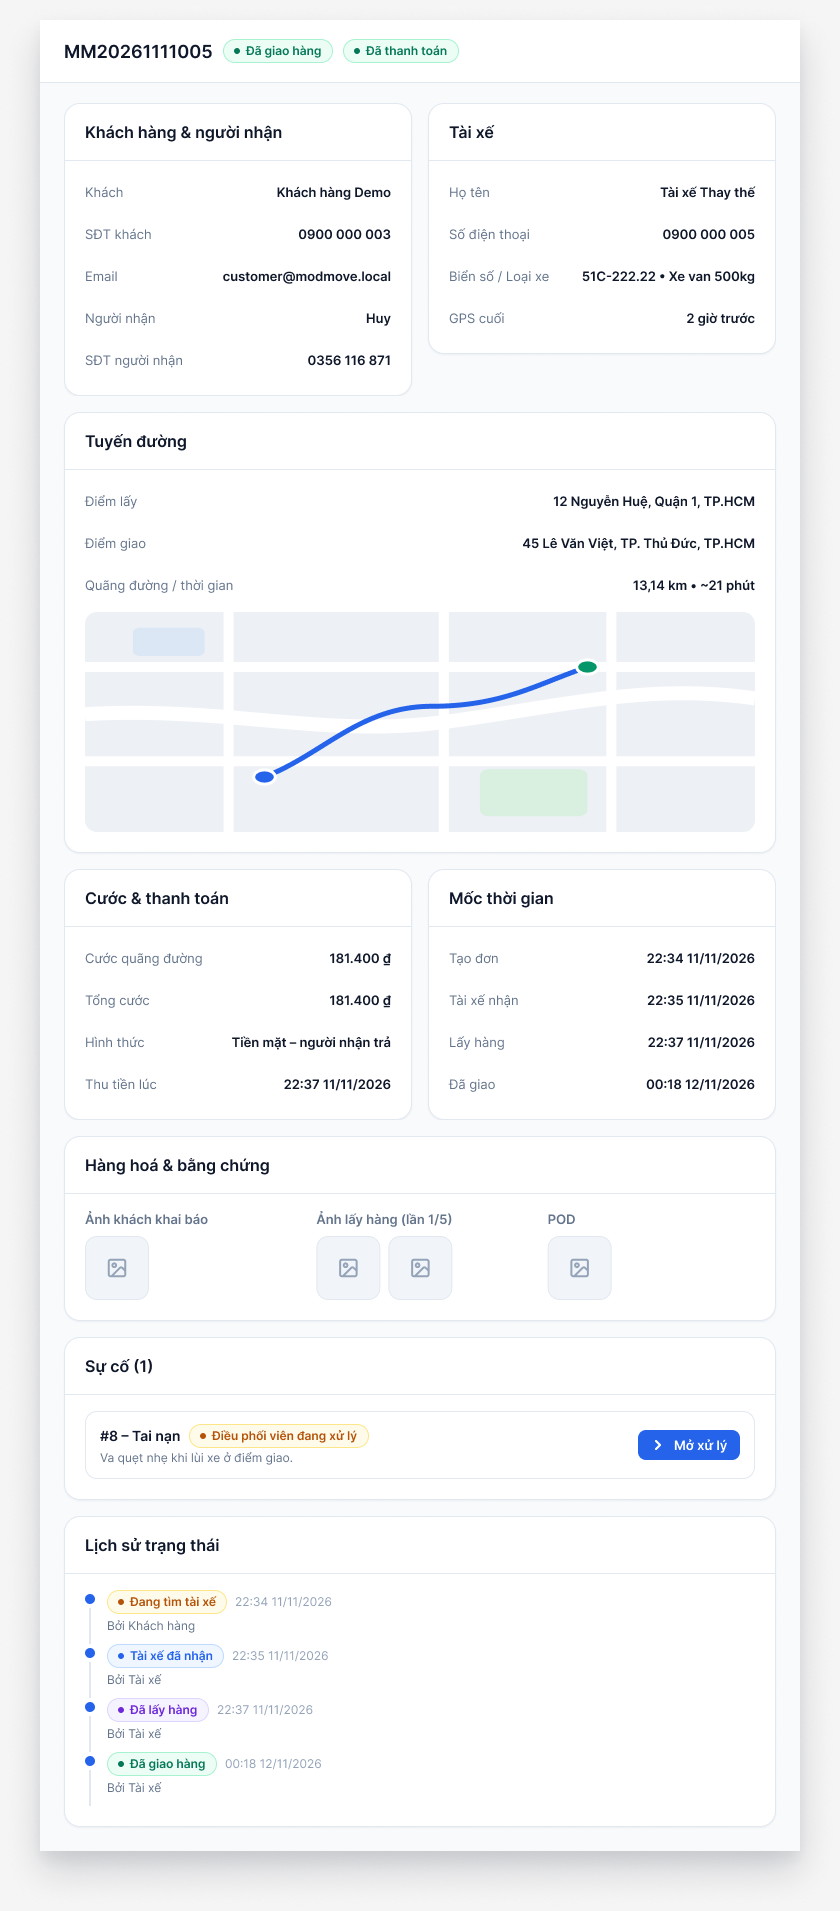 MM20261111005 Đã giao hàng Đã thanh toán
Khách hàng & người nhận
Khách Khách hàng Demo
SĐT khách 0900 000 003
Email customer@modmove.local
Người nhận Huy
SĐT người nhận 0356 116 871
Tài xế
Họ tên Tài xế Thay thế
Số điện thoại 0900 000 005
Biển số / Loại xe 51C-222.22 • Xe van 500kg
GPS cuối 2 giờ trước
Tuyến đường
Điểm lấy 12 Nguyễn Huệ, Quận 1, TP.HCM
Điểm giao 45 Lê Văn Việt, TP. Thủ Đức, TP.HCM
Quãng đường / thời gian 13,14 km • ~21 phút
Cước & thanh toán
Cước quãng đường 181.400 ₫
Tổng cước 181.400 ₫
Hình thức Tiền mặt – người nhận trả
Thu tiền lúc 22:37 11/11/2026
Mốc thời gian
Tạo đơn 22:34 11/11/2026
Tài xế nhận 22:35 11/11/2026
Lấy hàng 22:37 11/11/2026
Đã giao 00:18 12/11/2026
Hàng hoá & bằng chứng
Ảnh khách khai báo Ảnh lấy hàng (lần 1/5) POD
Sự cố (1)
#8 – Tai nạn Điều phối viên đang xử lý
Va quẹt nhẹ khi lùi xe ở điểm giao.
Mở xử lý
Lịch sử trạng thái
Đang tìm tài xế 22:34 11/11/2026
Bởi Khách hàng
Tài xế đã nhận 22:35 11/11/2026
Bởi Tài xế
Đã lấy hàng 22:37 11/11/2026
Bởi Tài xế
Đã giao hàng 00:18 12/11/2026
Bởi Tài xế